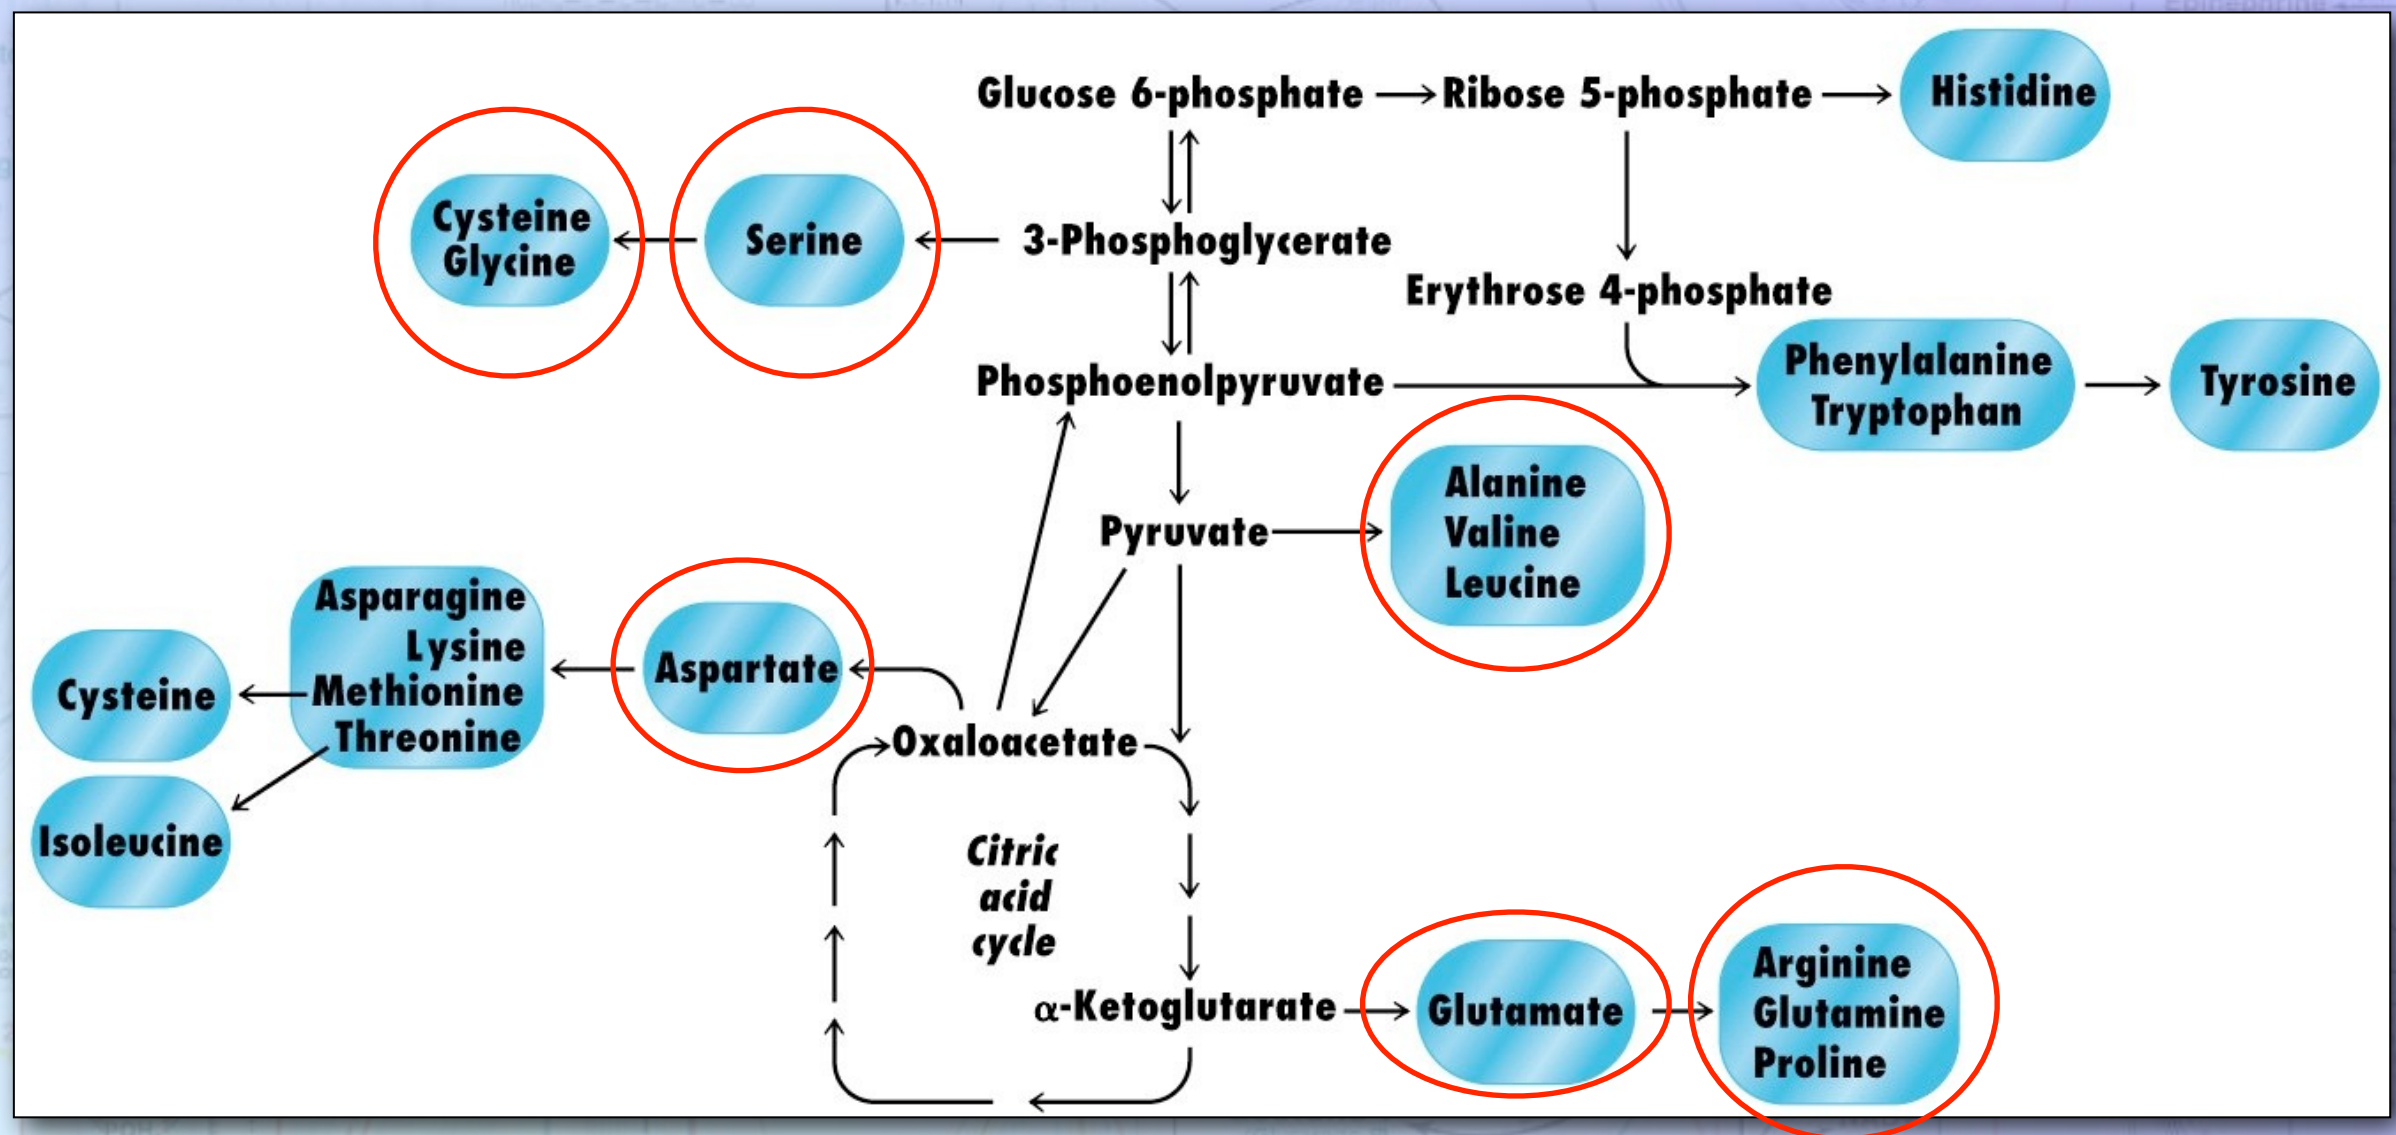 Glucose 6-phosphate
Ribose 5-phosphate
Histidine
Cysteine
Glycine
Serine
3-Phosphoglycerate
Erythrose 4-phosphate
Phosphoenolpyruvate
Phenylalanine
Tryptophan
Tyrosine
Alanine
Valine
Leucine
Pyruvate
Asparagine
Lysine
Methionine
Threonine
Aspartate
Cysteine
Isoleucine
Oxaloacetate
Citric
acid
cycle
α-Ketoglutarate
Glutamate
Arginine
Glutamine
Proline